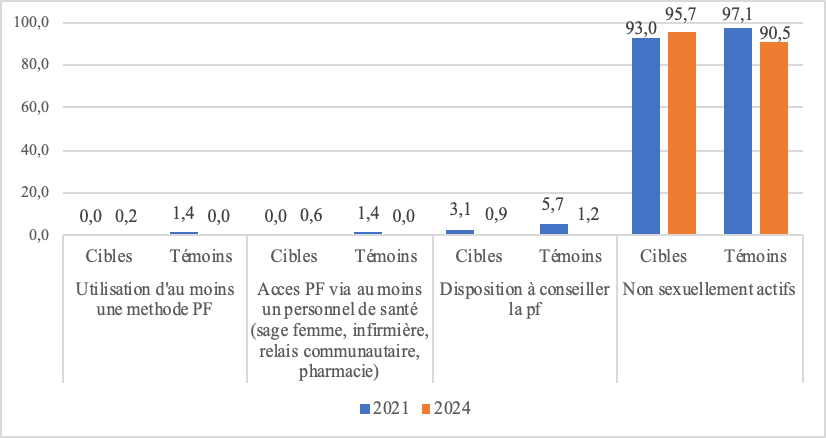 100,0
80,0
60,0
40,0
20,0
0,0
0,0 0,2 1,4 0,0 0,0 0,6 1,4 0,0 3,1 0,9 5,7 1,2 93,0 95,7 97,1 90,5
Cibles Témoins Cibles Témoins Cibles Témoins Cibles Témoins
Utilisation d'au moins
une methode PF
Acces PF via au moins
un personnel de santé
(sage femme, infirmière,
relais communautaire,
pharmacie)
Disposition à conseiller
la pf
Non sexuellement actifs
2021 2024